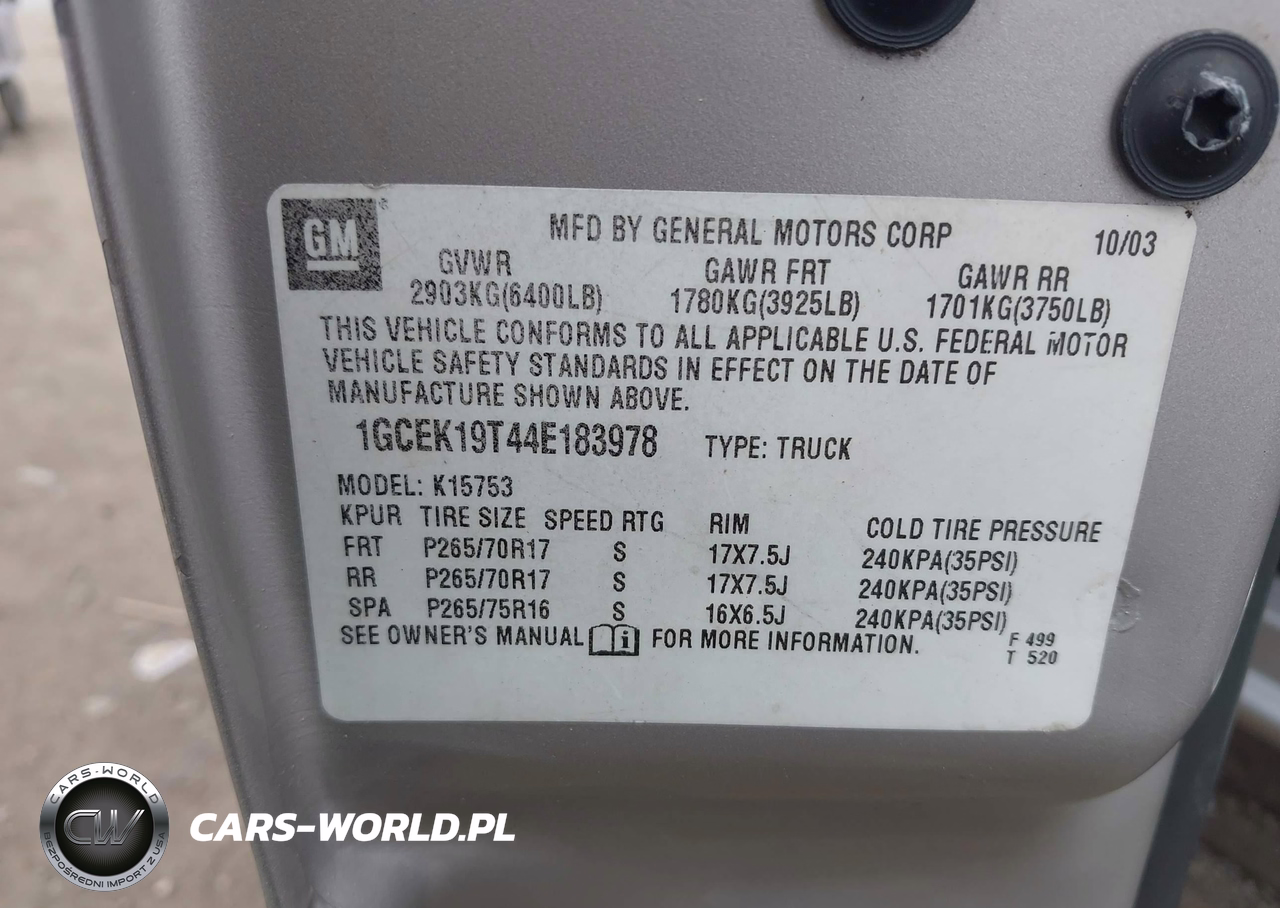 GM
MFD BY GENERAL MOTORS CORP 10/03
GVWR GAWR FRT GAWR RR
2903KG(6400LB) 1780KG(3925LB) 1701KG(3750LB)
THIS VEHICLE CONFORMS TO ALL APPLICABLE U.S. FEDERAL MOTOR
VEHICLE SAFETY STANDARDS IN EFFECT ON THE DATE OF
MANUFACTURE SHOWN ABOVE.
1GCEK19T44E183978 TYPE: TRUCK
MODEL: K15753
KPUR TIRE SIZE SPEED RTG RIM COLD TIRE PRESSURE
FRT P265/70R17 S 17X7.5J 240KPA(35PSI)
RR P265/70R17 S 17X7.5J 240KPA(35PSI)
SPA P265/75R16 S 16X6.5J 240KPA(35PSI)
SEE OWNER'S MANUAL FOR MORE INFORMATION.
F 499
T 520
CARS-WORLD
CW
BEZPOŚREDNI IMPORT Z USA
CARS-WORLD.PL